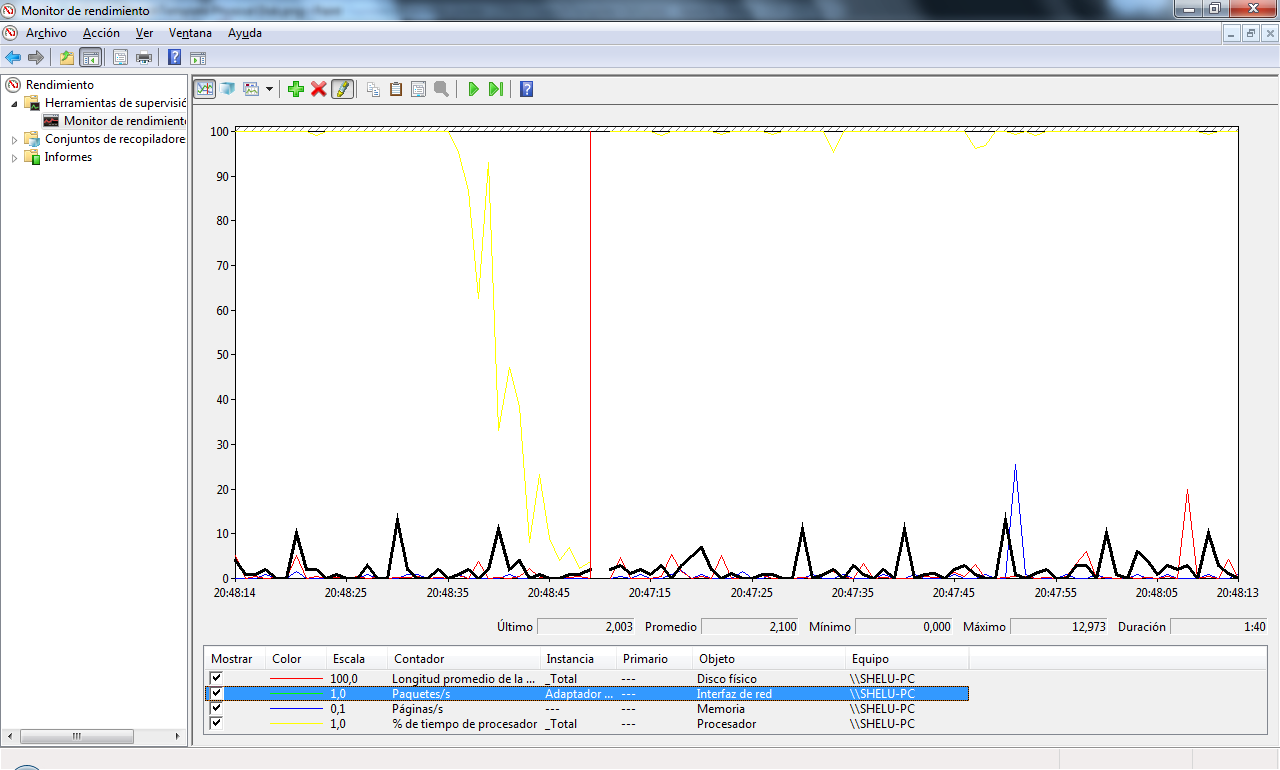 Monitor de rendimiento
Archivo Acción Ver Ventana Ayuda
Rendimiento
Herramientas de supervisió
Monitor de rendimiento
Conjuntos de recopiladore
Informes
100
90
80
70
60
50
40
30
20
10
0
20:48:14 20:48:25 20:48:35 20:48:45 20:47:15 20:47:25 20:47:35 20:47:45 20:47:55 20:48:05 20:48:13
Último 2,003 Promedio 2,100 Mínimo 0,000 Máximo 12,973 Duración 1:40
Mostrar Color Escala Contador Instancia Primario Objeto Equipo
100,0 Longitud promedio de la ... _Total --- Disco físico \\SHELU-PC
1,0 Paquetes/s Adaptador ... --- Interfaz de red \\SHELU-PC
0,1 Páginas/s --- --- Memoria \\SHELU-PC
1,0 % de tiempo de procesador _Total --- Procesador \\SHELU-PC